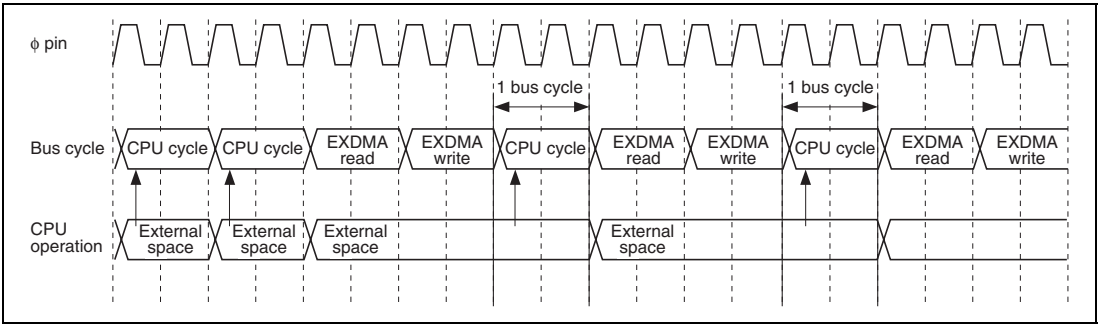 φ pin
1 bus cycle
1 bus cycle
Bus cycle
CPU cycle
CPU cycle
EXDMA
read
EXDMA
write
CPU cycle
EXDMA
read
EXDMA
write
CPU cycle
EXDMA
read
EXDMA
write
CPU
operation
External
space
External
space
External
space
External
space